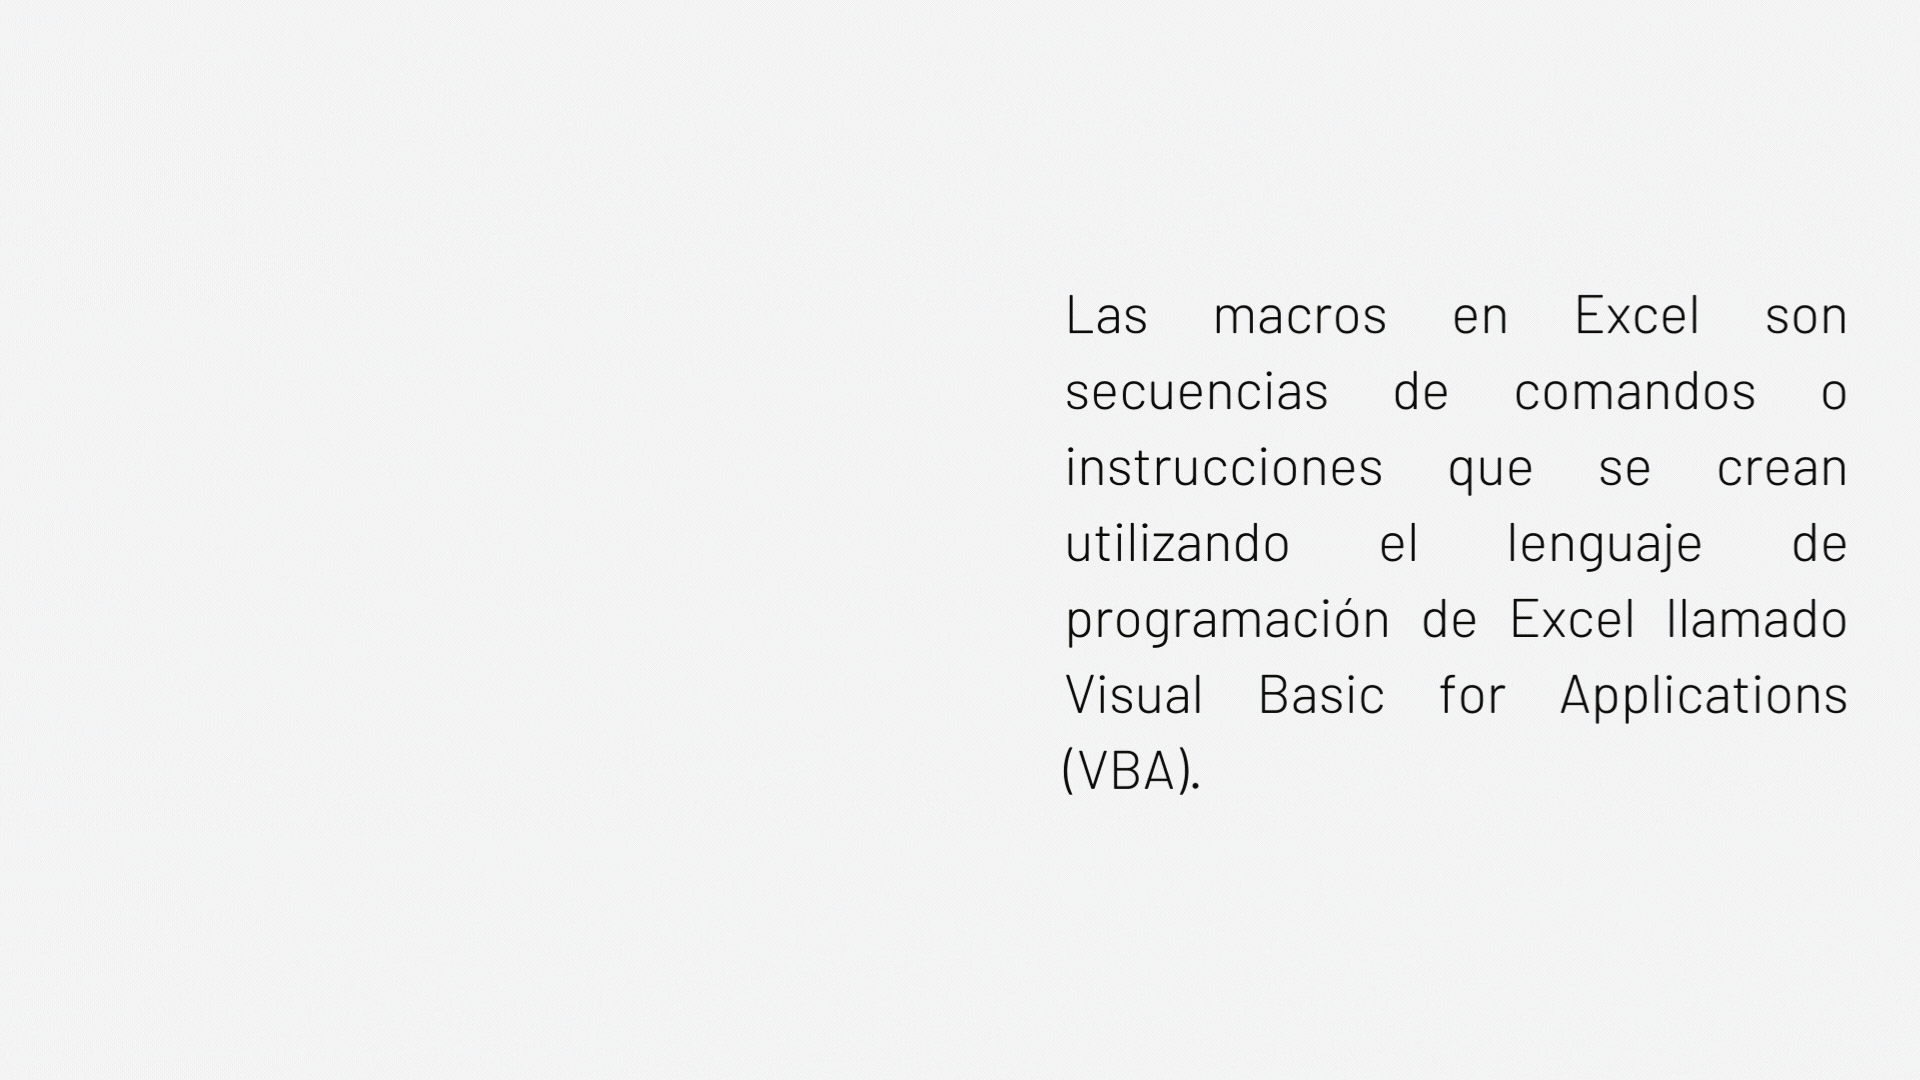 Las macros en Excel son
secuencias de comandos o
instrucciones que se crean
utilizando el lenguaje de
programación de Excel llamado
Visual Basic for Applications
(VBA).